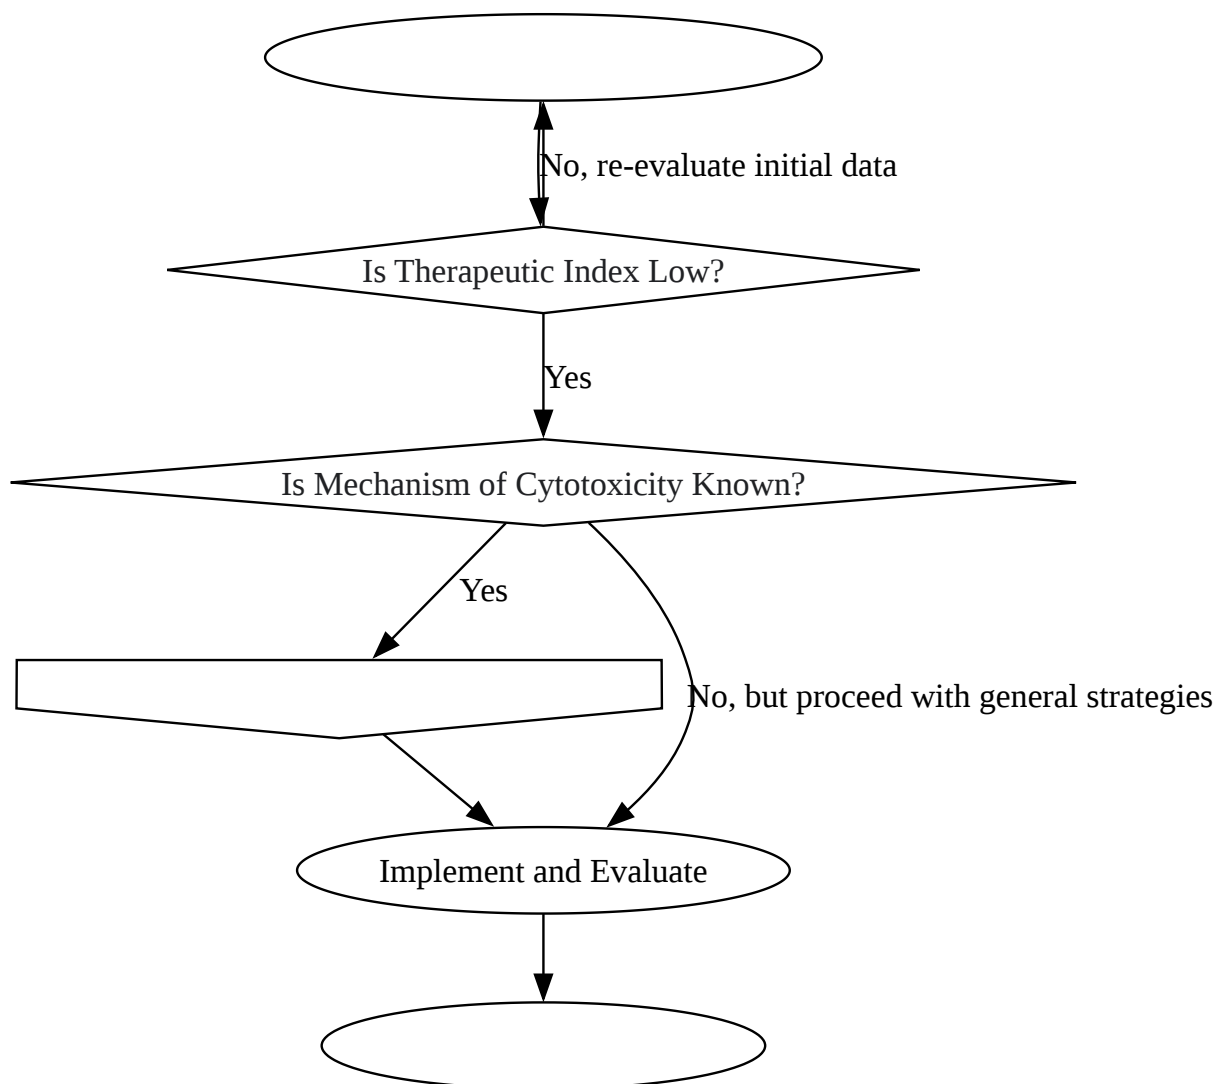 No, re-evaluate initial data
Is Therapeutic Index Low?
Yes
Is Mechanism of Cytotoxicity Known?
Yes
No, but proceed with general strategies
Implement and Evaluate